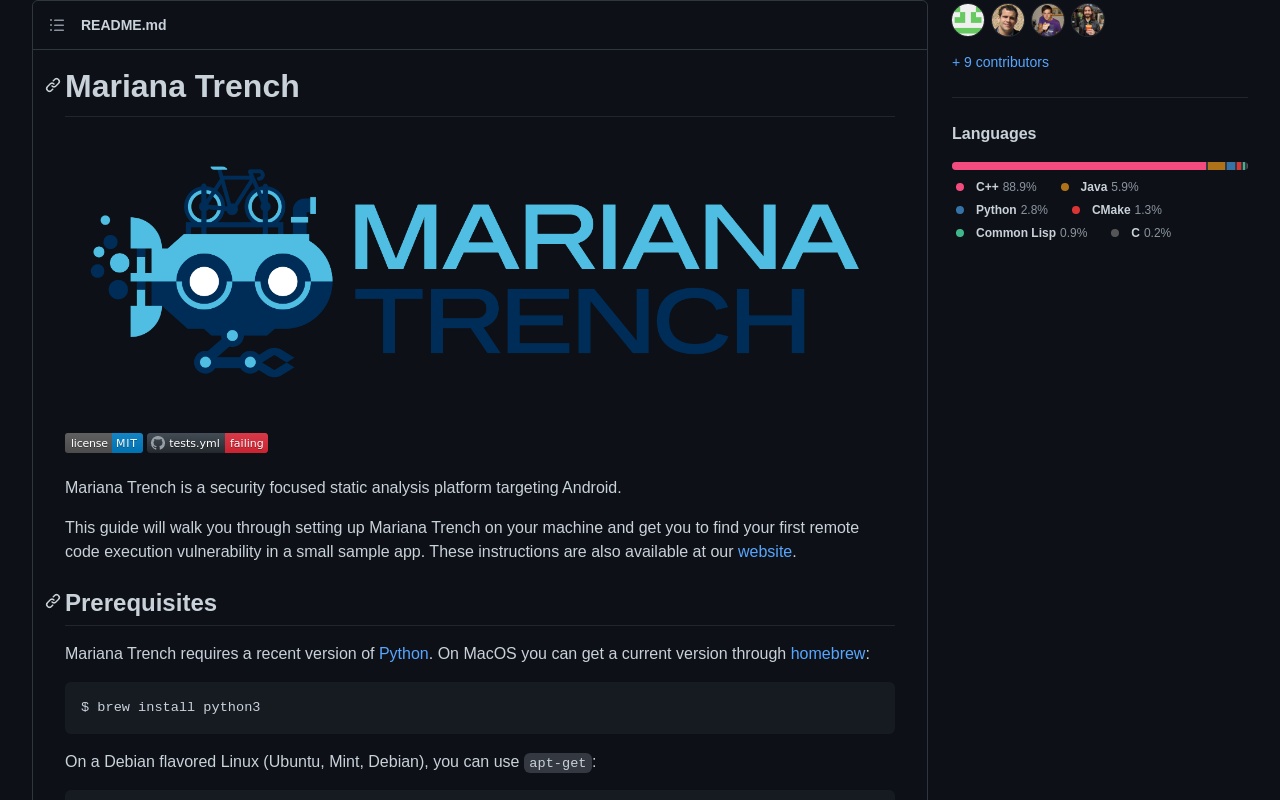 README.md
Mariana Trench
MARIANA
TRENCH
license MIT tests.yml failing
Mariana Trench is a security focused static analysis platform targeting Android.
This guide will walk you through setting up Mariana Trench on your machine and get you to find your first remote
code execution vulnerability in a small sample app. These instructions are also available at our website.
Prerequisites
Mariana Trench requires a recent version of Python. On MacOS you can get a current version through homebrew:
$ brew install python3
On a Debian flavored Linux (Ubuntu, Mint, Debian), you can use apt-get:
+ 9 contributors
Languages
C++ 88.9% Java 5.9%
Python 2.8% CMake 1.3%
Common Lisp 0.9% C 0.2%